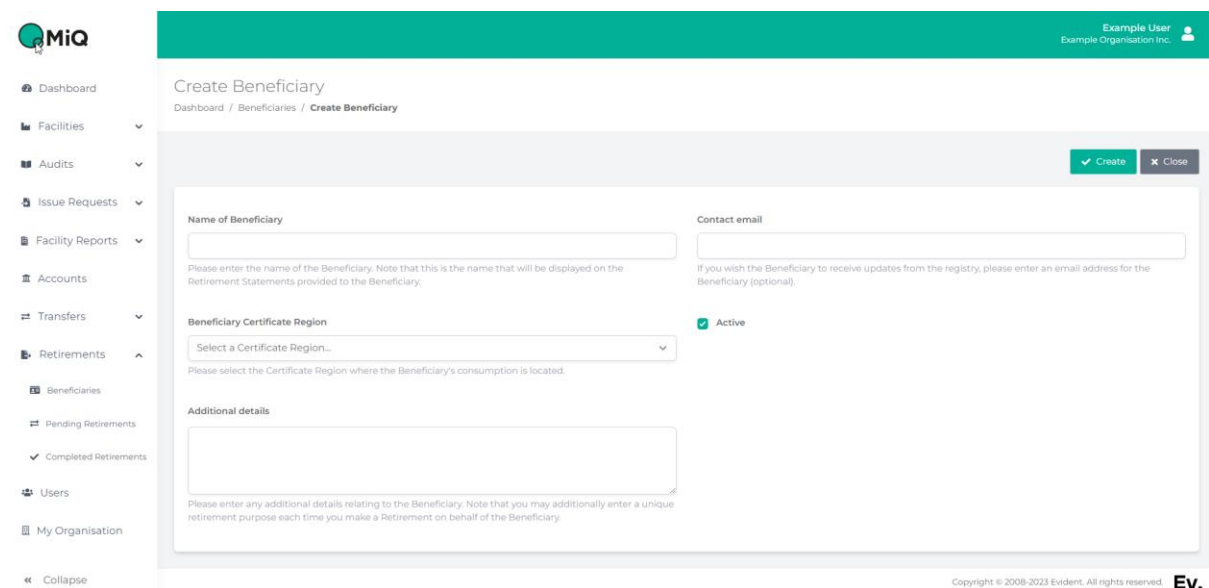 MiQ
Example User
Example Organisation Inc.
Dashboard
Facilities
Audits
Issue Requests
Facility Reports
Accounts
Transfers
Retirements
Beneficiaries
Pending Retirements
Completed Retirements
Users
My Organisation
« Collapse
Create Beneficiary
Dashboard / Beneficiaries / Create Beneficiary
Create
Close
Name of Beneficiary
Please enter the name of the Beneficiary. Note that this is the name that will be displayed on the
Retirement Statements provided to the Beneficiary.
Contact email
If you wish the Beneficiary to receive updates from the registry, please enter an email address for the
Beneficiary (optional).
Beneficiary Certificate Region
Select a Certificate Region...
Please select the Certificate Region where the Beneficiary's consumption is located.
Active
Additional details
Please enter any additional details relating to the Beneficiary. Note that you may additionally enter a unique
retirement purpose each time you make a Retirement on behalf of the Beneficiary.
Copyright © 2008-2023 Evident. All rights reserved.
Ev.